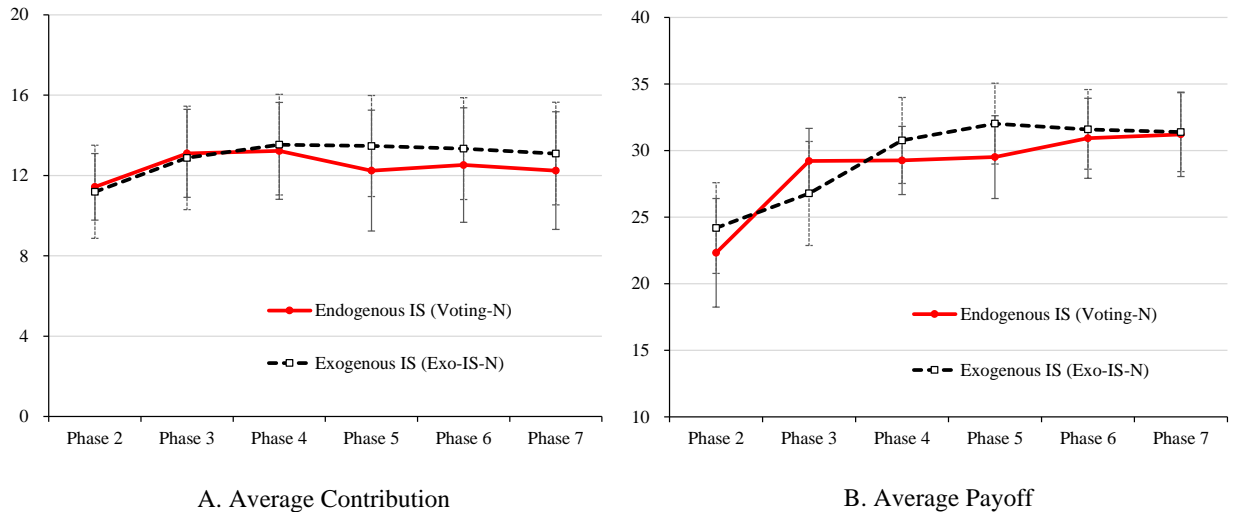 20
16
12
8
4
0
Endogenous IS (Voting-N)
Exogenous IS (Exo-IS-N)
Phase 2 Phase 3 Phase 4 Phase 5 Phase 6 Phase 7
A. Average Contribution
40
35
30
25
20
15
10
Endogenous IS (Voting-N)
Exogenous IS (Exo-IS-N)
Phase 2 Phase 3 Phase 4 Phase 5 Phase 6 Phase 7
B. Average Payoff